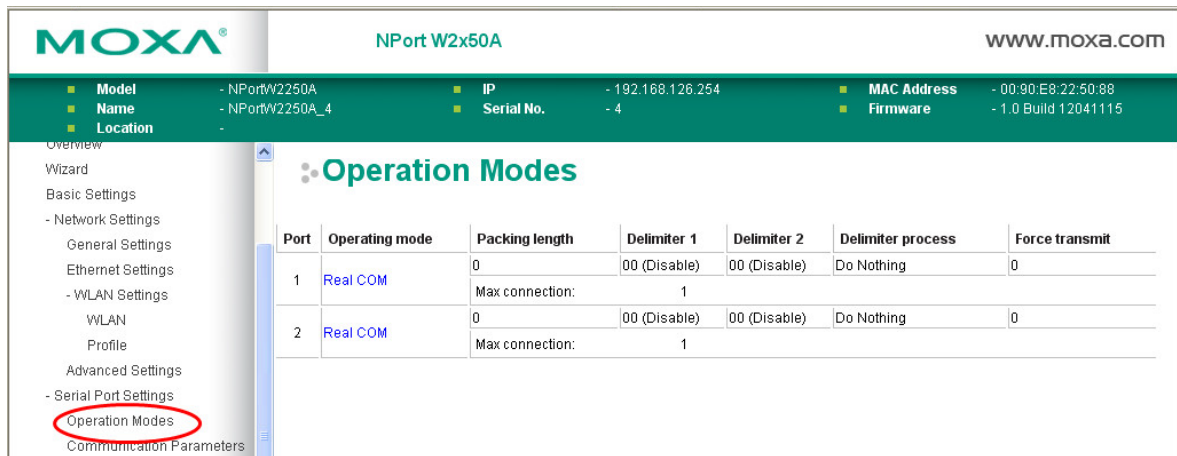 MOXA®
NPort W2x50A
www.moxa.com
Model - NPortW2250A
IP - 192.168.126.254
MAC Address - 00:90:E8:22:50:88
Name - NPortW2250A_4
Serial No. - 4
Firmware - 1.0 Build 12041115
Location -
Overview
Wizard
Basic Settings
- Network Settings
General Settings
Ethernet Settings
- WLAN Settings
WLAN
Profile
Advanced Settings
- Serial Port Settings
Operation Modes
Communication Parameters
Operation Modes
Port Operating mode Packing length Delimiter 1 Delimiter 2 Delimiter process Force transmit
1 Real COM 0 00 (Disable) 00 (Disable) Do Nothing 0
Max connection: 1
2 Real COM 0 00 (Disable) 00 (Disable) Do Nothing 0
Max connection: 1